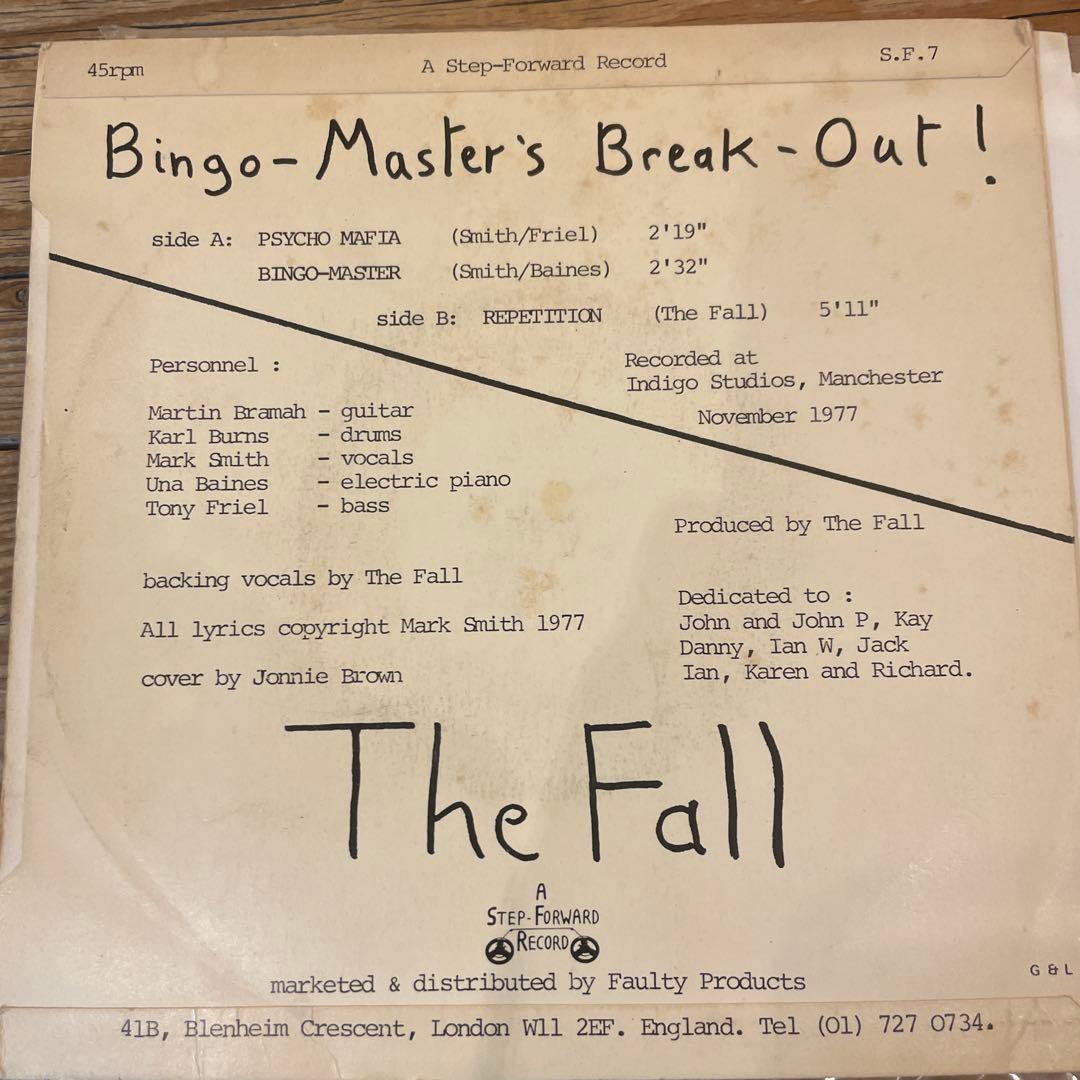 45rpm A Step-Forward Record S.F.7
Bingo-Master's Break-Out!
side A: PSYCHO MAFIA (Smith/Friel) 2'19"
BINGO-MASTER (Smith/Baines) 2'32"
side B: REPETITION (The Fall) 5'11"
Personnel :
Martin Bramah - guitar
Karl Burns - drums
Mark Smith - vocals
Una Baines - electric piano
Tony Friel - bass
Recorded at
Indigo Studios, Manchester
November 1977
Produced by The Fall
backing vocals by The Fall
All lyrics copyright Mark Smith 1977
cover by Jonnie Brown
Dedicated to :
John and John P, Kay
Danny, Ian W, Jack
Ian, Karen and Richard.
The Fall
A
STEP-FORWARD
RECORD
marketed & distributed by Faulty Products
G & L
41B, Blenheim Crescent, London W11 2EF. England. Tel (01) 727 0734.